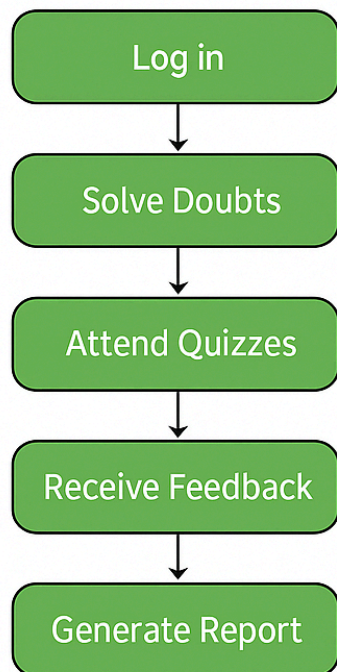 Log in
Solve Doubts
Attend Quizzes
Receive Feedback
Generate Report